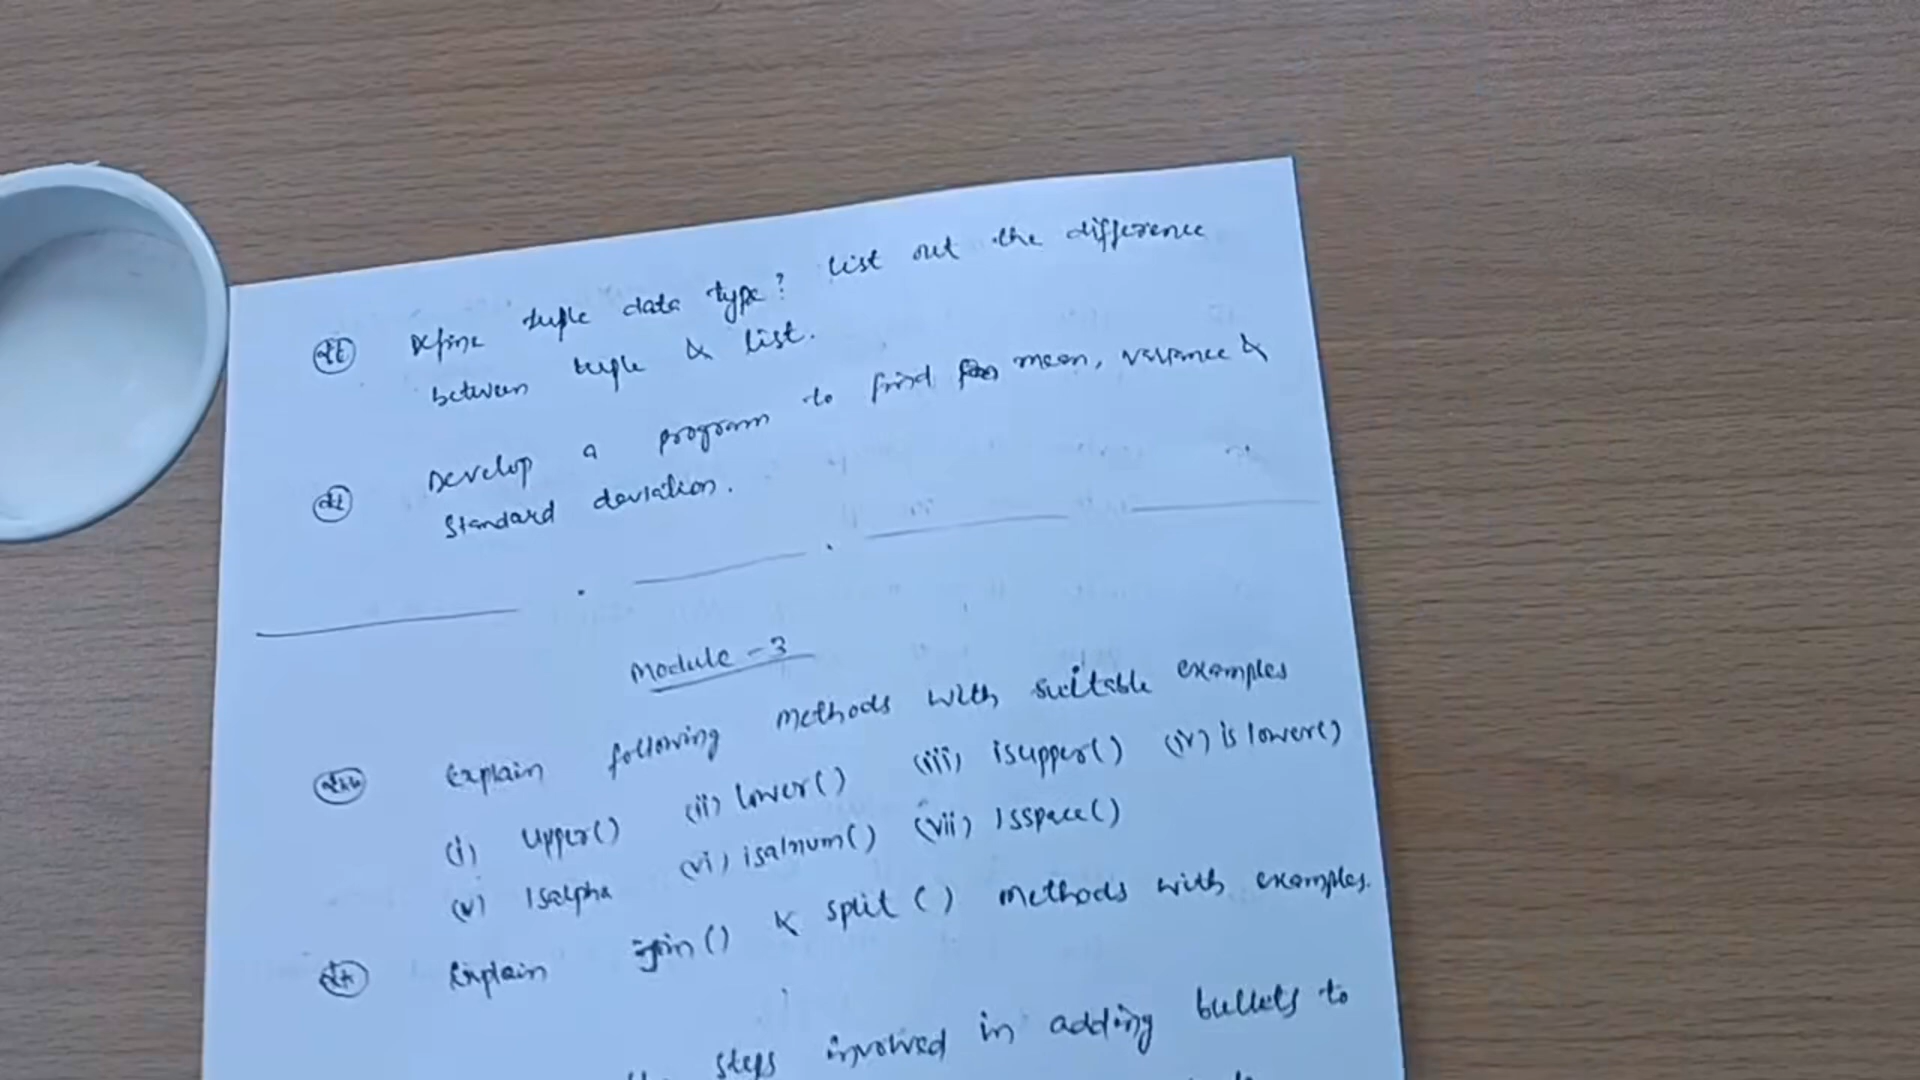 Define tuple data type? List out the difference
between tuple & list.
Develop a program to find mean, variance &
Standard deviation.
Module - 3
Explain following methods with suitable examples
(i) upper() (ii) lower() (iii) isupper() (iv) is lower()
(v) Isalpha (vi) isalnum() (vii) Isspace()
Explain join() & split () methods with examples.
steps involved in adding bullets to